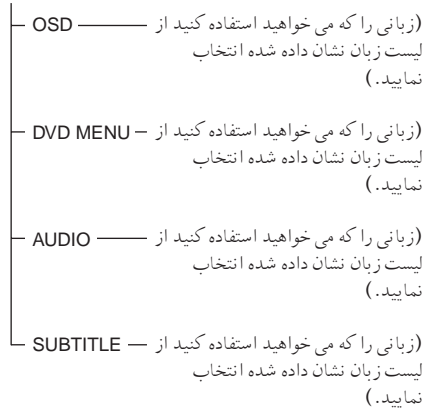 OSD (زبانی را که می خواهید استفاده کنید از
لیست زبان نشان داده شده انتخاب
نمایید.)
DVD MENU (زبانی را که می خواهید استفاده کنید از
لیست زبان نشان داده شده انتخاب
نمایید.)
AUDIO (زبانی را که می خواهید استفاده کنید از
لیست زبان نشان داده شده انتخاب
نمایید.)
SUBTITLE (زبانی را که می خواهید استفاده کنید از
لیست زبان نشان داده شده انتخاب
نمایید.)